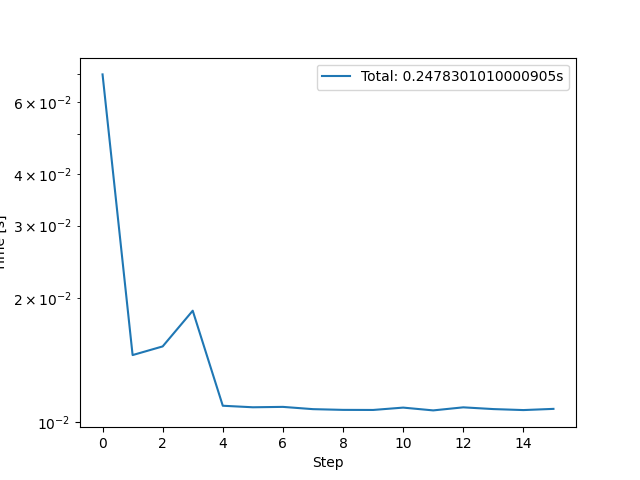 Total: 0.2478301010000905s
6 × 10⁻²
4 × 10⁻²
3 × 10⁻²
2 × 10⁻²
10⁻²
Time [s]
0 2 4 6 8 10 12 14
Step